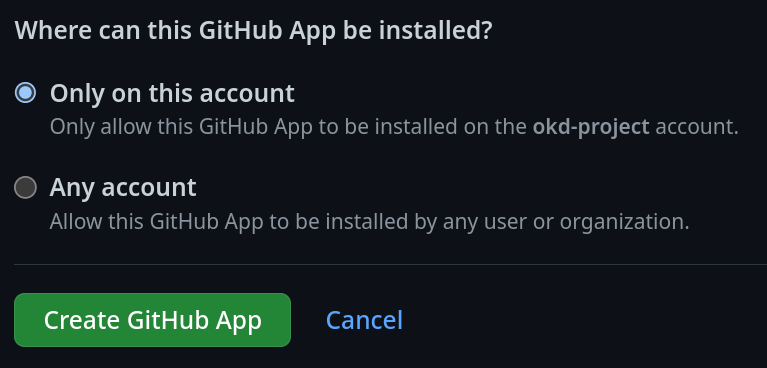 Where can this GitHub App be installed?
Only on this account
Only allow this GitHub App to be installed on the okd-project account.
Any account
Allow this GitHub App to be installed by any user or organization.
Create GitHub App Cancel